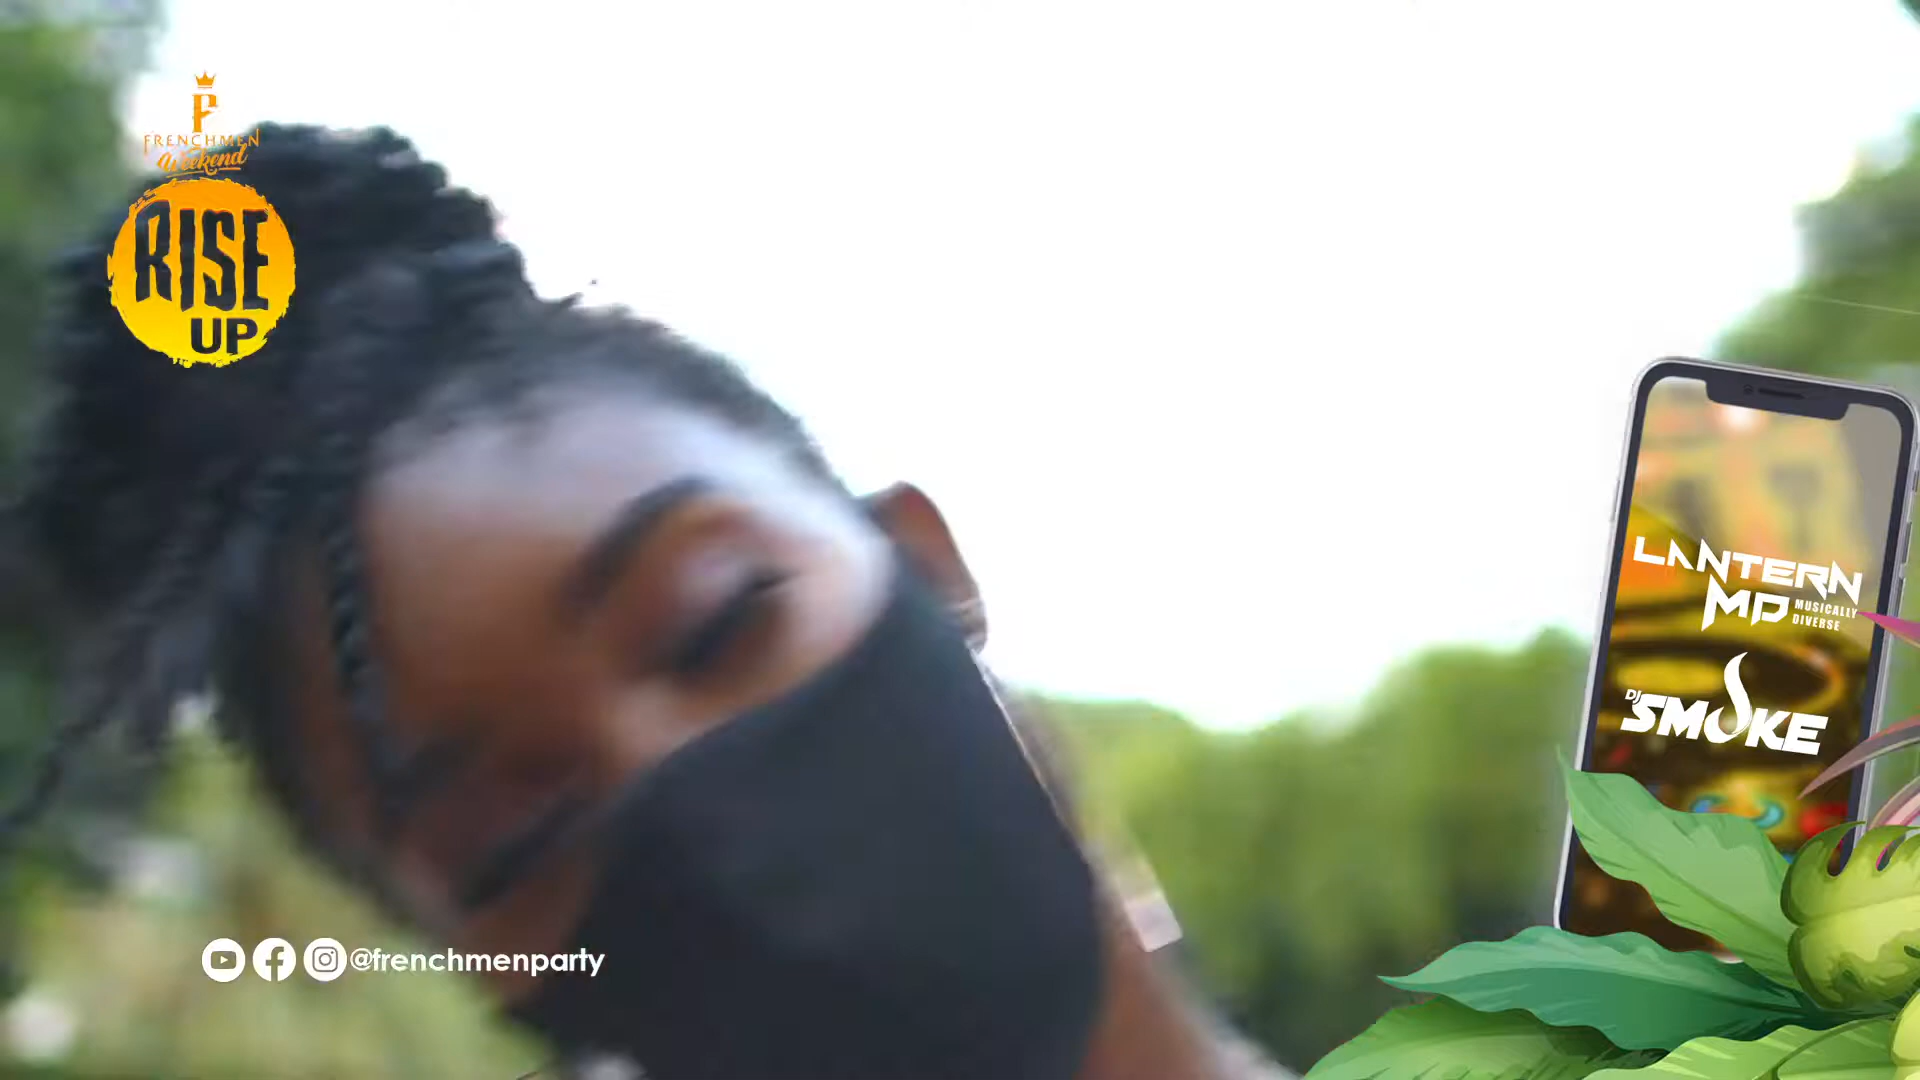 F
FRENCHMEN
Weekend
RISE
UP
LANTERN
MD MUSICALLY
DIVERSE
DJ SMOKE
@frenchmenparty